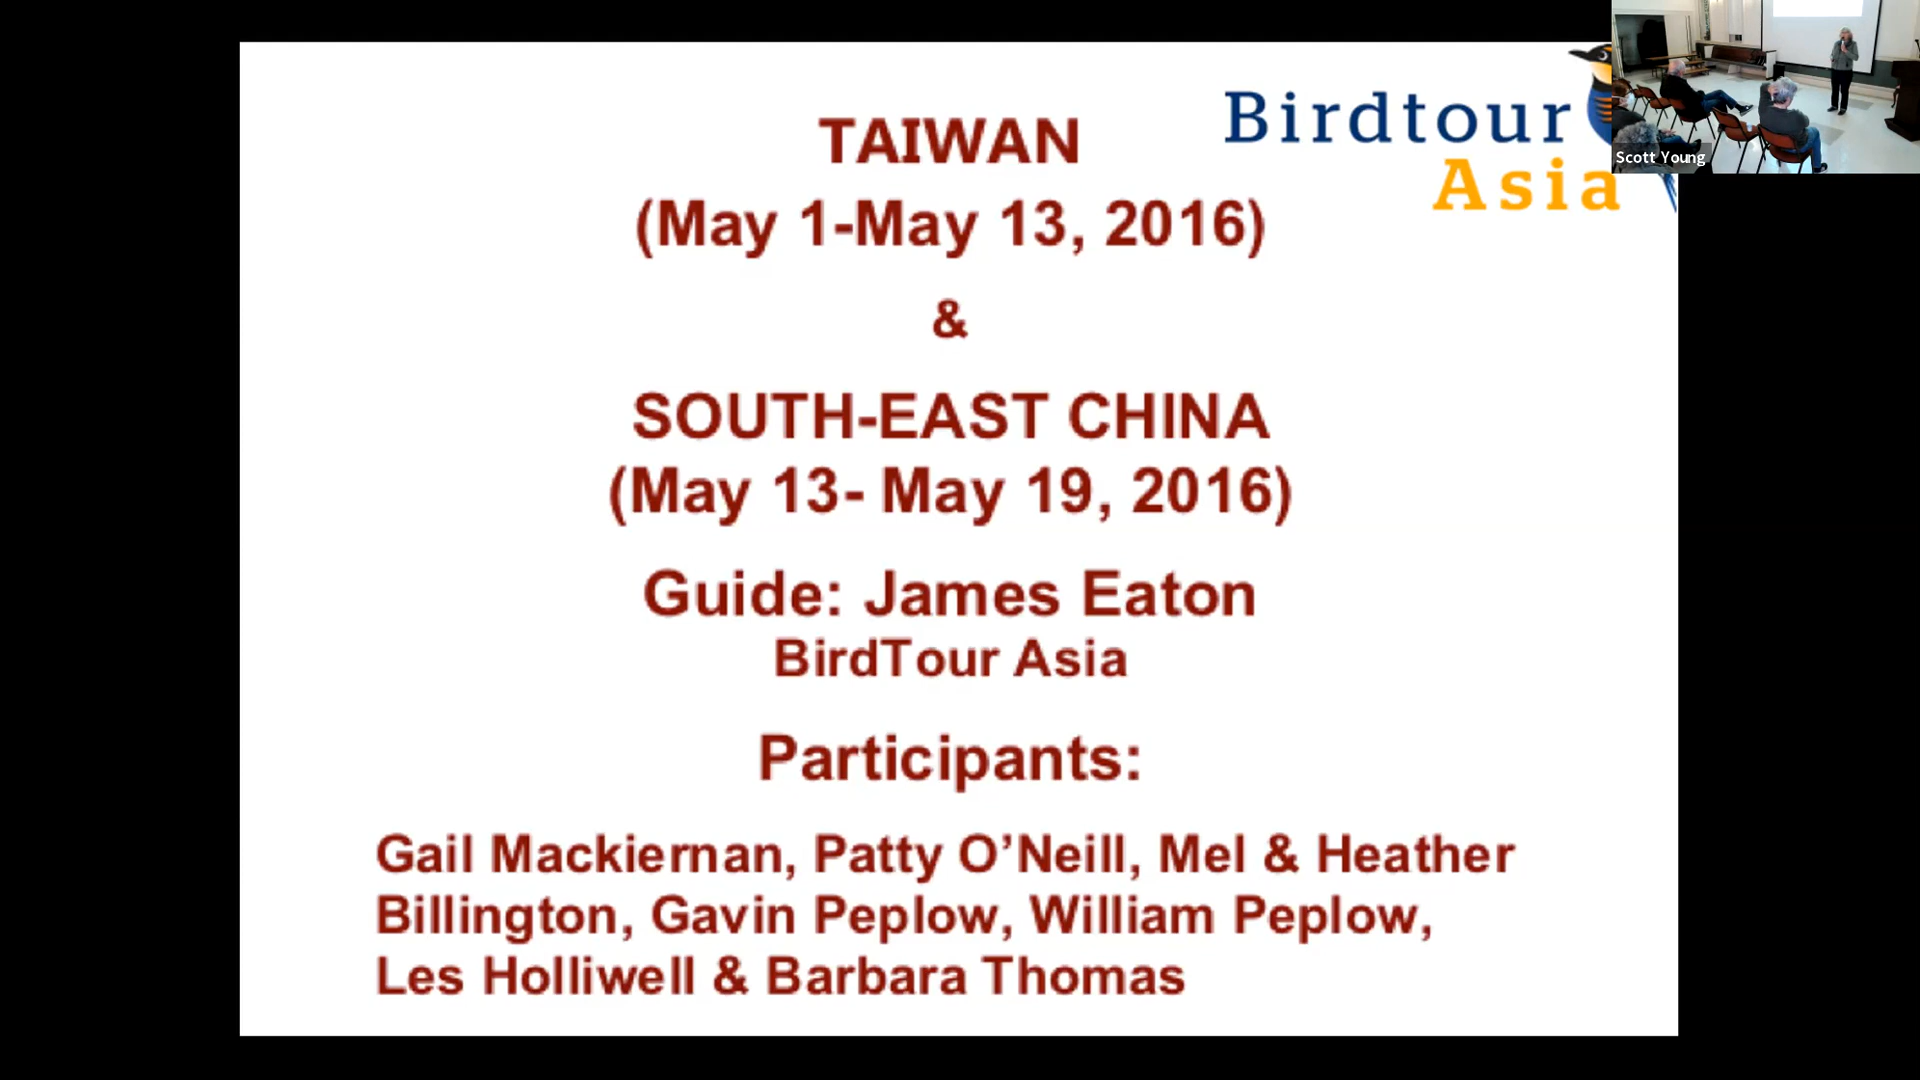 TAIWAN
(May 1-May 13, 2016)
&
SOUTH-EAST CHINA
(May 13- May 19, 2016)
Guide: James Eaton
BirdTour Asia
Participants:
Gail Mackiernan, Patty O’Neill, Mel & Heather
Billington, Gavin Peplow, William Peplow,
Les Holliwell & Barbara Thomas
Birdtour
Asia
Scott Young